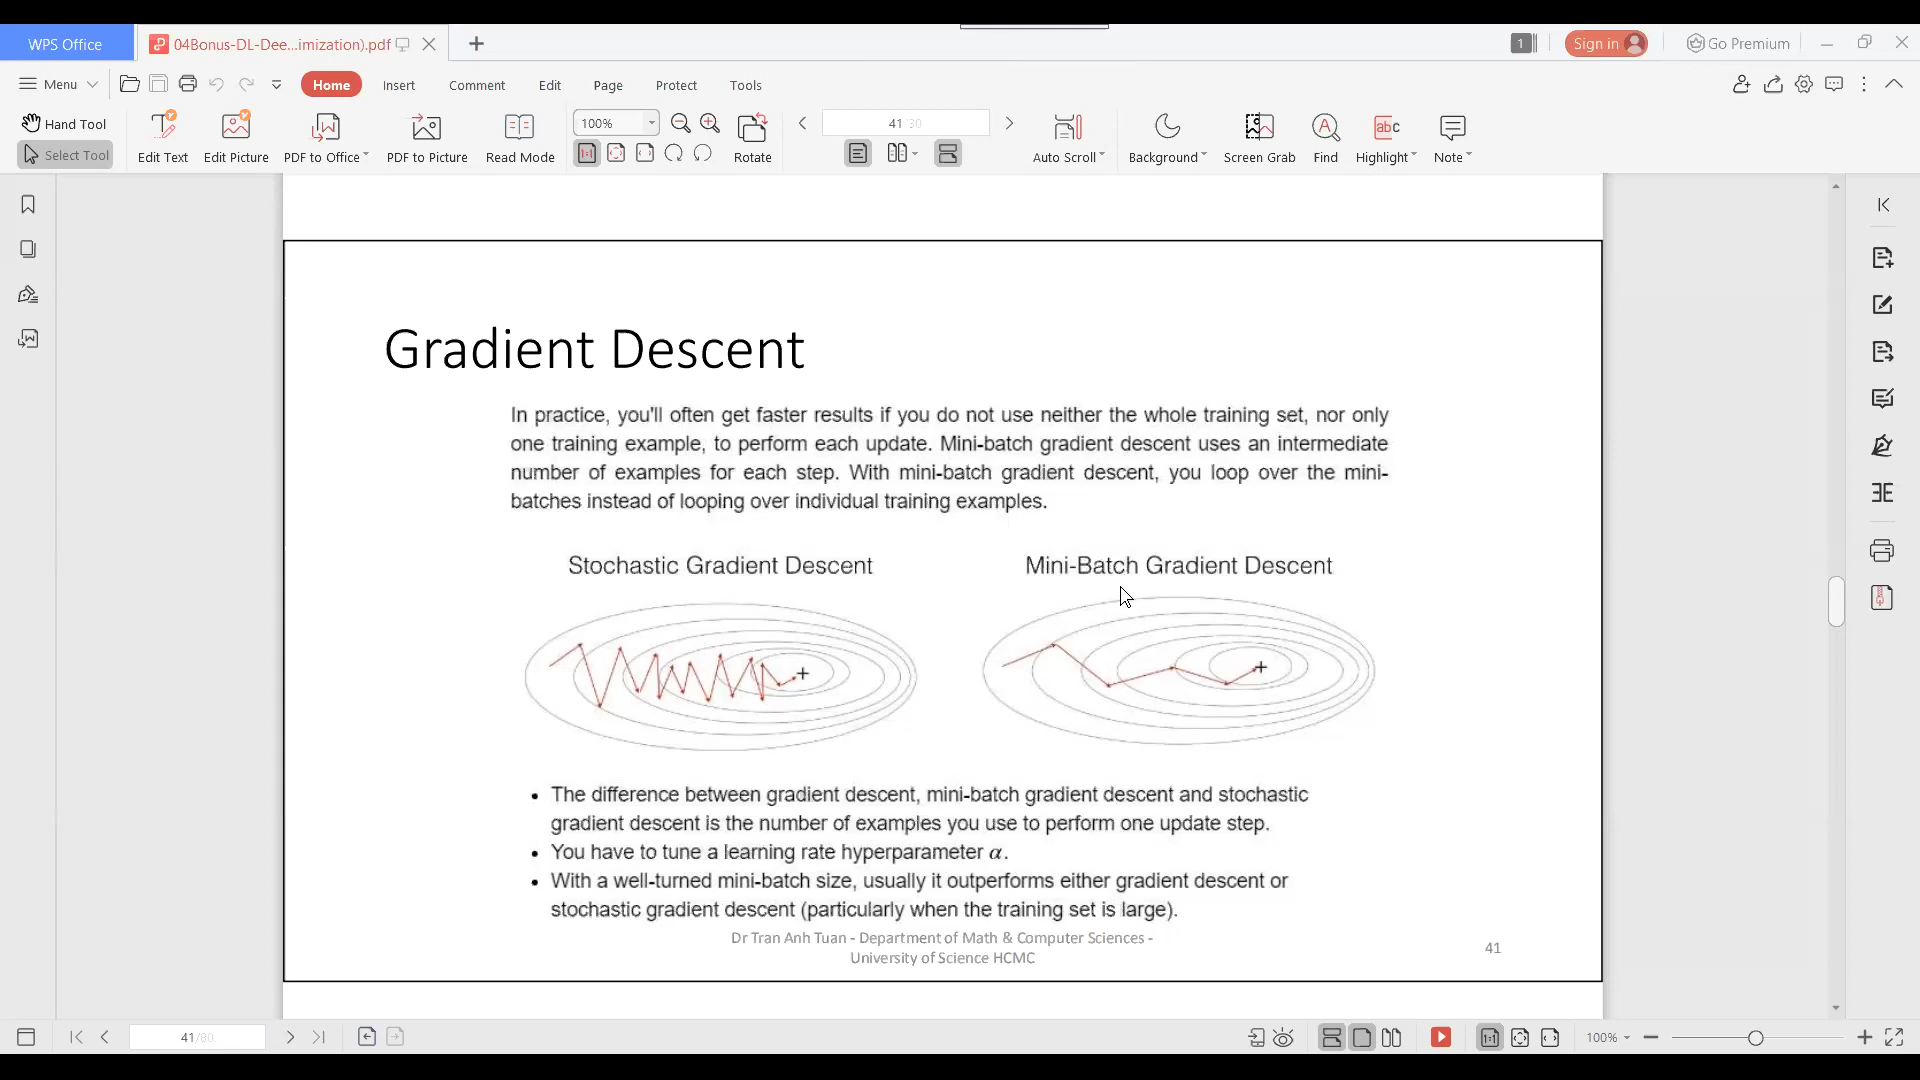 WPS Office
04Bonus-DL-Dee...imization).pdf
1
Sign in
Go Premium
Menu
Home
Insert
Comment
Edit
Page
Protect
Tools
Hand Tool
Select Tool
Edit Text
Edit Picture
PDF to Office
PDF to Picture
Read Mode
100%
Rotate
41
Auto Scroll
Background
Screen Grab
Find
Highlight
Note
Gradient Descent
In practice, you'll often get faster results if you do not use neither the whole training set, nor only
one training example, to perform each update. Mini-batch gradient descent uses an intermediate
number of examples for each step. With mini-batch gradient descent, you loop over the mini-
batches instead of looping over individual training examples.
Stochastic Gradient Descent
Mini-Batch Gradient Descent
• The difference between gradient descent, mini-batch gradient descent and stochastic
gradient descent is the number of examples you use to perform one update step.
• You have to tune a learning rate hyperparameter α.
• With a well-turned mini-batch size, usually it outperforms either gradient descent or
stochastic gradient descent (particularly when the training set is large).
Dr Tran Anh Tuan - Department of Math & Computer Sciences -
University of Science HCMC
41
41/80
100%